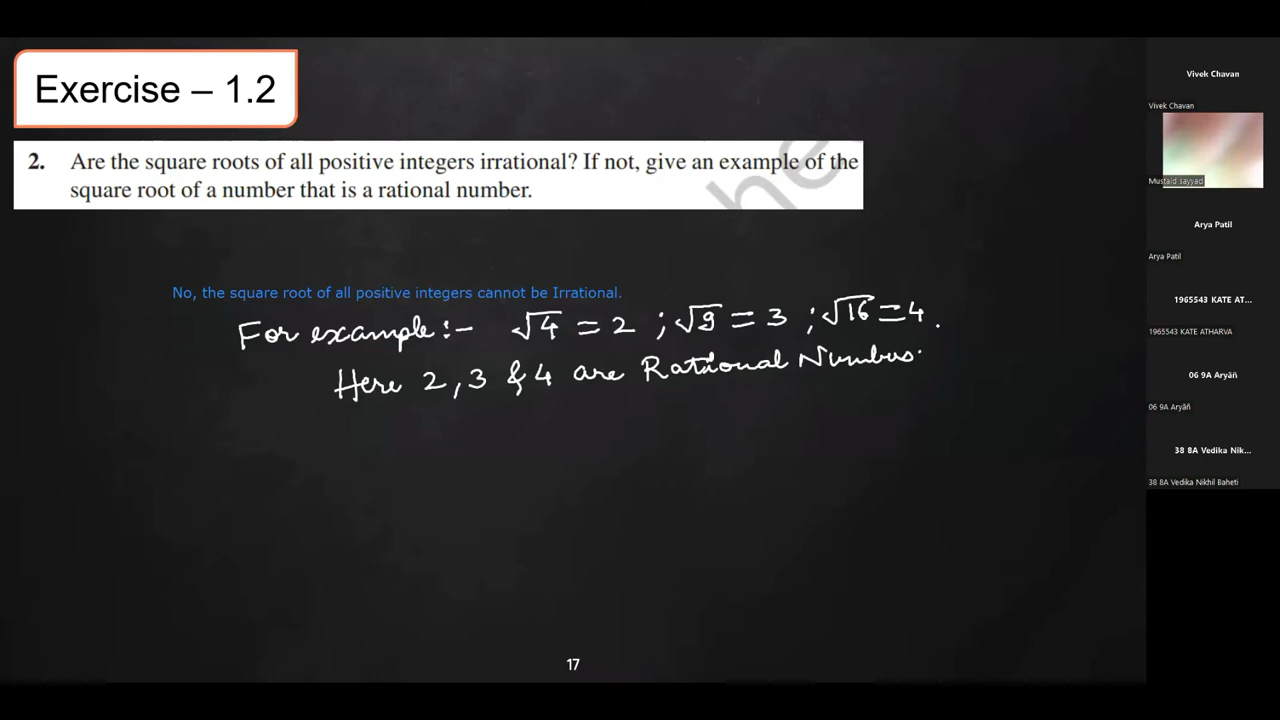 Exercise – 1.2
2. Are the square roots of all positive integers irrational? If not, give an example of the
square root of a number that is a rational number.
he
No, the square root of all positive integers cannot be Irrational.
For example:- √4 = 2 ; √9 = 3 ; √16 = 4.
Here 2, 3 & 4 are Rational Numbers.
17
Vivek Chavan
Vivek Chavan
Mustaid sayyad
Arya Patil
Arya Patil
1965543 KATE AT...
1965543 KATE ATHARVA
06 9A Aryãñ
06 9A Aryãñ
38 8A Vedika Nik...
38 8A Vedika Nikhil Baheti